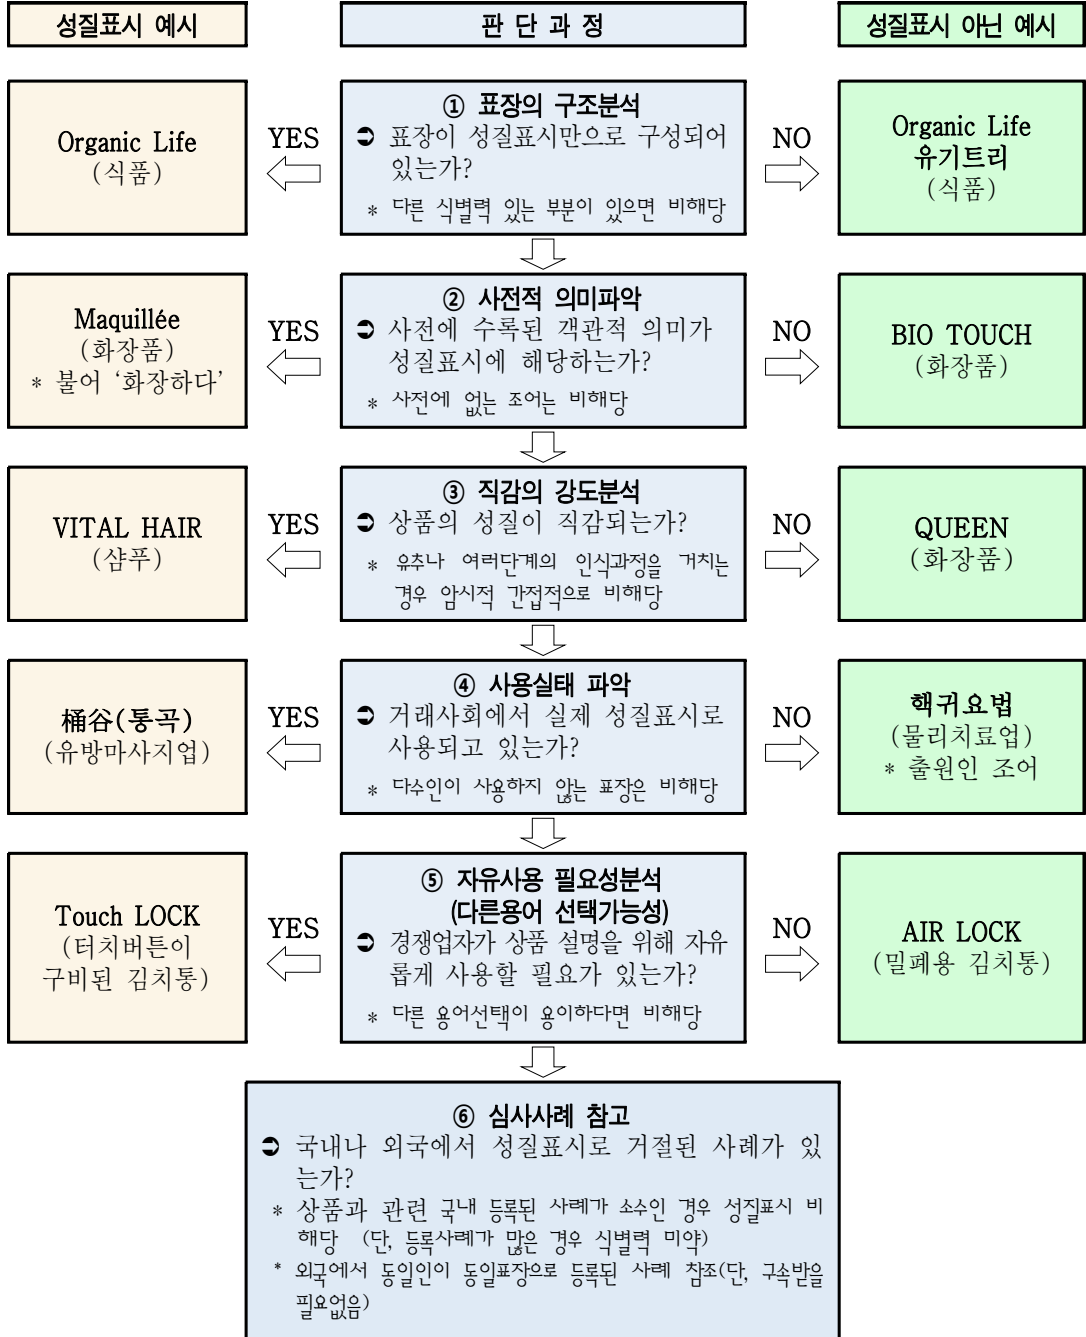 성질표시 예시
판 단 과 정
성질표시 아닌 예시
Organic Life
(식품)
YES
① 표장의 구조분석
➲ 표장이 성질표시만으로 구성되어
있는가?
* 다른 식별력 있는 부분이 있으면 비해당
NO
Organic Life
유기트리
(식품)
Maquillée
(화장품)
* 불어 ‘화장하다’
YES
② 사전적 의미파악
➲ 사전에 수록된 객관적 의미가
성질표시에 해당하는가?
* 사전에 없는 조어는 비해당
NO
BIO TOUCH
(화장품)
VITAL HAIR
(샴푸)
YES
③ 직감의 강도분석
➲ 상품의 성질이 직감되는가?
* 유추나 여러단계의 인식과정을 거치는
경우 암시적 간접적으로 비해당
NO
QUEEN
(화장품)
桶谷(통곡)
(유방마사지업)
YES
④ 사용실태 파악
➲ 거래사회에서 실제 성질표시로
사용되고 있는가?
* 다수인이 사용하지 않는 표장은 비해당
NO
핵귀요법
(물리치료업)
* 출원인 조어
Touch LOCK
(터치버튼이
구비된 김치통)
YES
⑤ 자유사용 필요성분석
(다른용어 선택가능성)
➲ 경쟁업자가 상품 설명을 위해 자유
롭게 사용할 필요가 있는가?
* 다른 용어선택이 용이하다면 비해당
NO
AIR LOCK
(밀폐용 김치통)
⑥ 심사사례 참고
➲ 국내나 외국에서 성질표시로 거절된 사례가 있
는가?
* 상품과 관련 국내 등록된 사례가 소수인 경우 성질표시 비
해당 (단, 등록사례가 많은 경우 식별력 미약)
* 외국에서 동일인이 동일표장으로 등록된 사례 참조(단, 구속받을
필요없음)